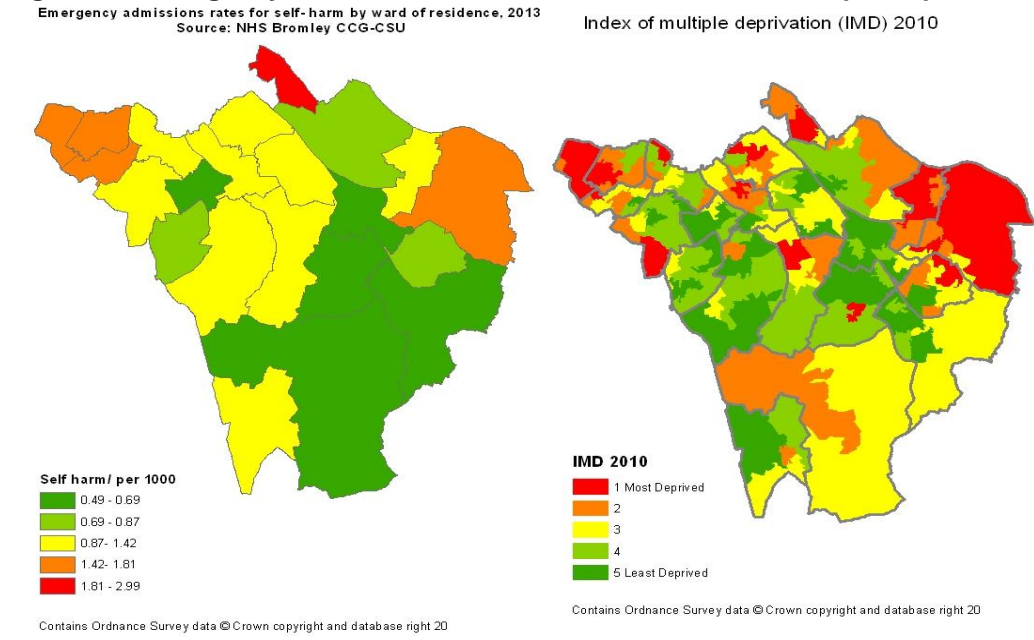 Emergency admissions rates for self- harm by ward of residence, 2013
Source: NHS Bromley CCG-CSU
Index of multiple deprivation (IMD) 2010
Self harm/ per 1000
0.49 - 0.69
0.69 - 0.87
0.87- 1.42
1.42- 1.81
1.81 - 2.99
Contains Ordnance Survey data © Crown copyright and database right 20
IMD 2010
1 Most Deprived
2
3
4
5 Least Deprived
Contains Ordnance Survey data © Crown copyright and database right 20